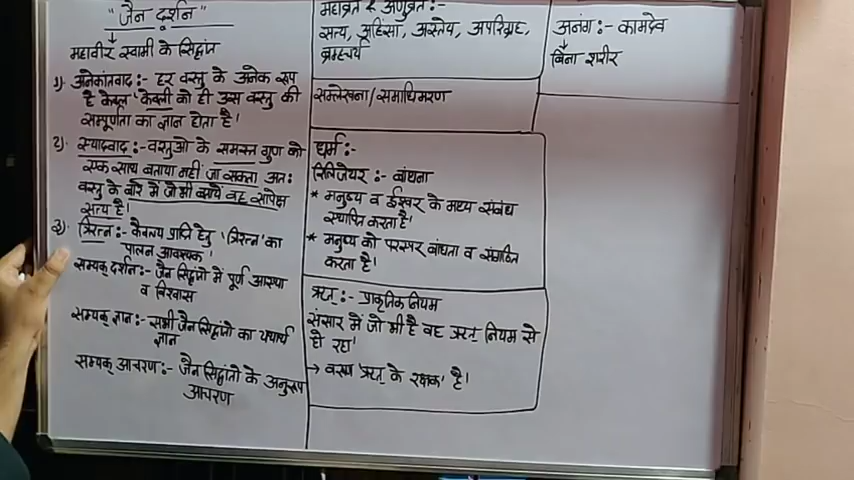 "जैन दर्शन"
महावीर स्वामी के सिद्धांत
1) अनेकांतवाद :- हर वस्तु के अनेक रूप
है केवल 'केवली को ही उस वस्तु की
सम्पूर्णता का ज्ञान होता है।
2) स्यादवाद :- वस्तुओ के समस्त गुण को
एक साथ बताया नहीं जा सकता अत:
वस्तु के बारे में जो भी बतायें वह सापेक्ष
सत्य है।
3) त्रिरत्न :- कैवल्य प्राप्ति हेतु 'त्रिरत्न' का
पालन आवश्यक'
सम्यक् दर्शन :- जैन सिद्धांतो में पूर्ण आस्था
व विश्वास
सम्यक् ज्ञान :- सभी जैन सिद्धांतो का यथार्थ
ज्ञान
सम्यक् आचरण :- जैन सिद्धांतों के अनुरूप
आचरण
महाव्रत व अणुव्रत :-
सत्य, अहिंसा, अस्तेय, अपरिग्रह,
ब्रम्हचर्य
सल्लेखना/समाधिमरण
धर्म :-
रिलिजेयर :- बांधना
* मनुष्य व ईश्वर के मध्य संबंध
स्थापित करता है।
* मनुष्य को परस्पर बांधता व संगठित
करता है।
ऋत् :- प्राकृतिक नियम
संसार में जो भी है वह ऋत् नियम से
हो रहा'
→ वरुण ऋत् के रक्षक' है।
अनंग :- कामदेव
बिना शरीर